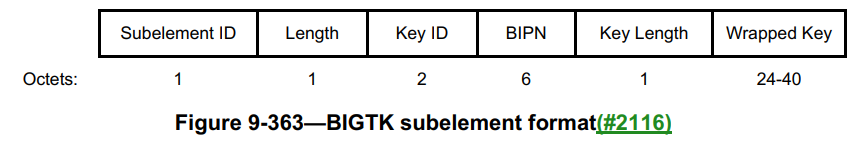 Subelement ID Length Key ID BIPN Key Length Wrapped Key
Octets: 1 1 2 6 1 24-40
Figure 9-363—BIGTK subelement format(#2116)